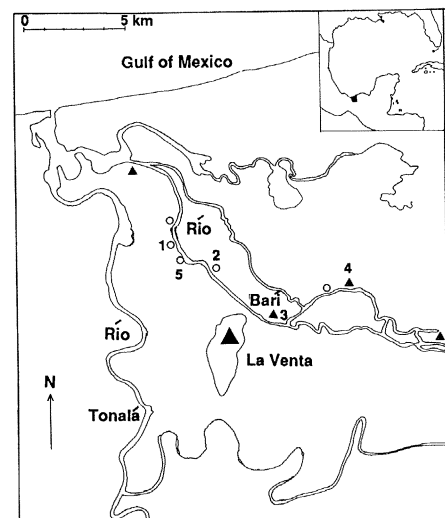 0 5 km
Gulf of Mexico
Río
1
2
5
4
Barí
3
Río
La Venta
N
Tonalá